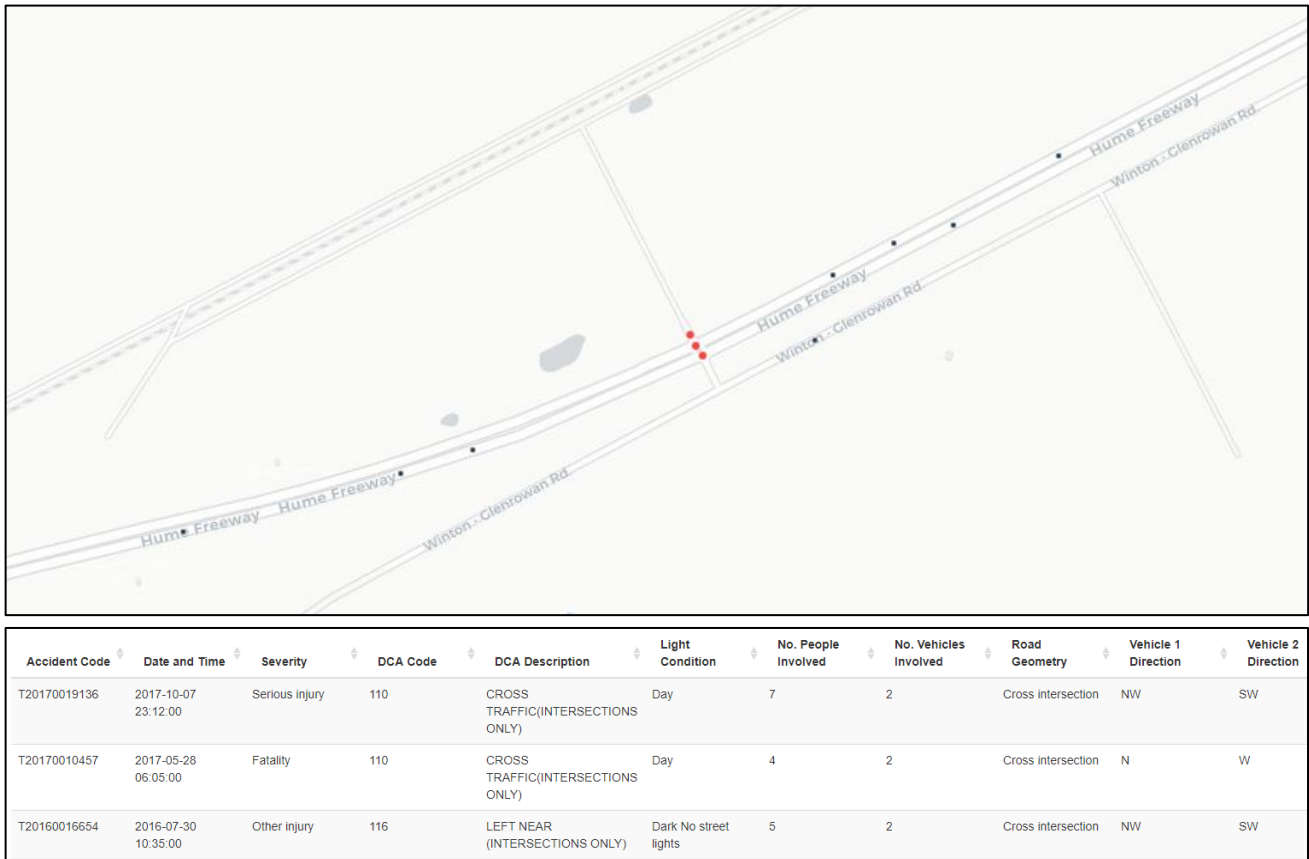 Hume Freeway
Winton - Glenrowan Rd.
Hume Freeway
Winton - Glenrowan Rd.
Hume Freeway
Hume Freeway
Winton - Glenrowan Rd.
Accident Code Date and Time Severity DCA Code DCA Description Light Condition No. People Involved No. Vehicles Involved Road Geometry Vehicle 1 Direction Vehicle 2 Direction
T20170019136 2017-10-07 Serious injury 110 CROSS Day 7 2 Cross intersection NW SW
23:12:00 TRAFFIC(INTERSECTIONS
ONLY)
T20170010457 2017-05-28 Fatality 110 CROSS Day 4 2 Cross intersection N W
06:05:00 TRAFFIC(INTERSECTIONS
ONLY)
T20160016654 2016-07-30 Other injury 116 LEFT NEAR Dark No street 5 2 Cross intersection NW SW
10:35:00 (INTERSECTIONS ONLY) lights